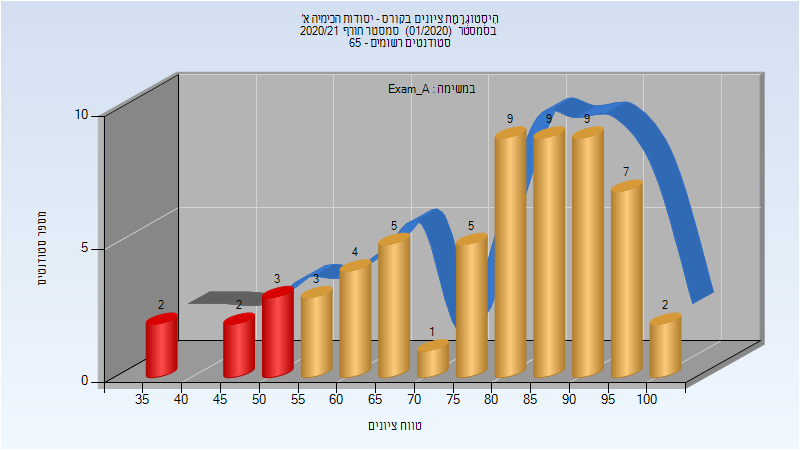 היסטוגרמת ציונים בקורס - יסודות הכימיה א'
בסמסטר (01/2020) סמסטר חורף 2020/21
סטודנטים רשומים - 65
במשימה : Exam_A
מספר סטודנטים
10
5
0
2
2
3
3
4
5
1
5
9
9
9
7
2
35 40 45 50 55 60 65 70 75 80 85 90 95 100
טווח ציונים